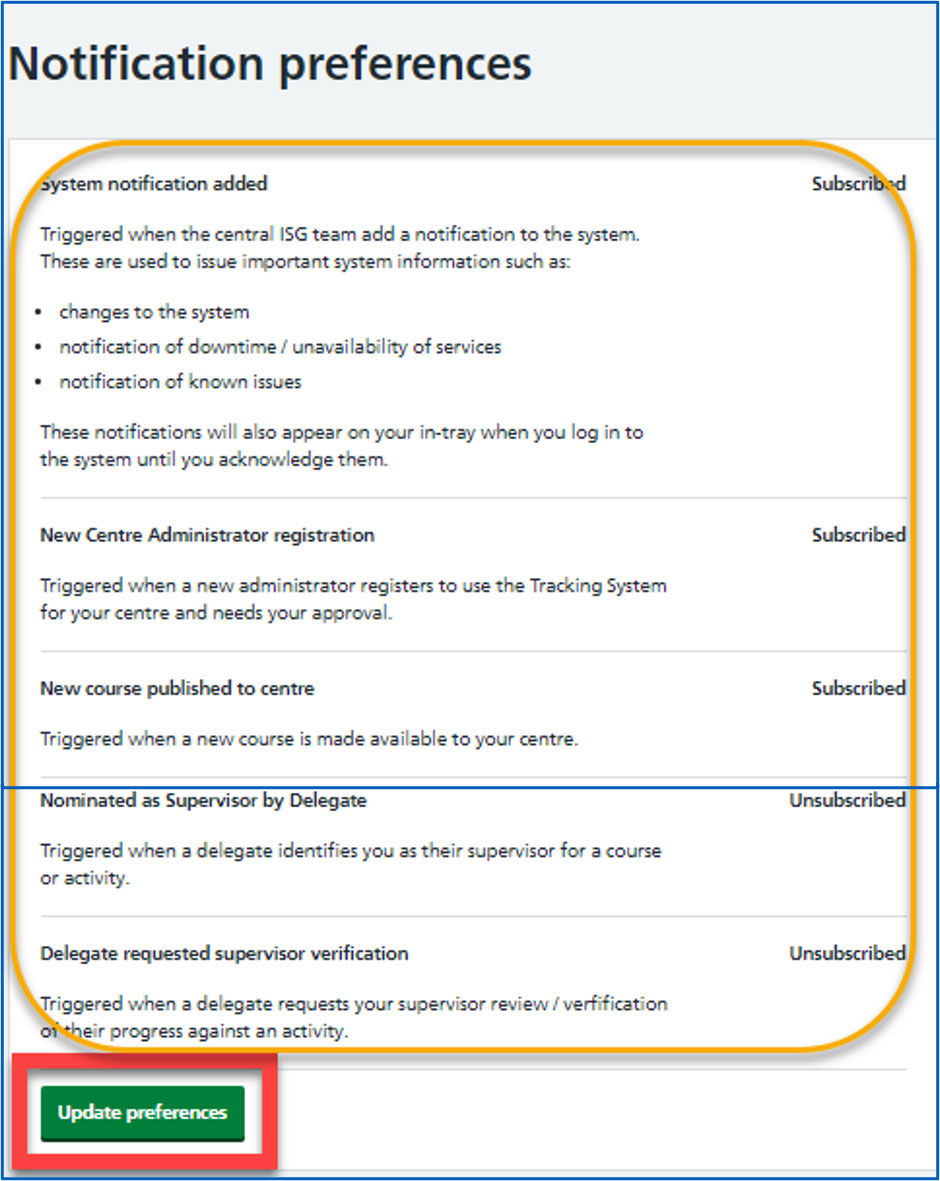 Notification preferences
System notification added
Subscribed
Triggered when the central ISG team add a notification to the system.
These are used to issue important system information such as:
• changes to the system
• notification of downtime / unavailability of services
• notification of known issues
These notifications will also appear on your in-tray when you log in to
the system until you acknowledge them.
New Centre Administrator registration
Subscribed
Triggered when a new administrator registers to use the Tracking System
for your centre and needs your approval.
New course published to centre
Subscribed
Triggered when a new course is made available to your centre.
Nominated as Supervisor by Delegate
Unsubscribed
Triggered when a delegate identifies you as their supervisor for a course
or activity.
Delegate requested supervisor verification
Unsubscribed
Triggered when a delegate requests your supervisor review / verfification
of their progress against an activity.
Update preferences